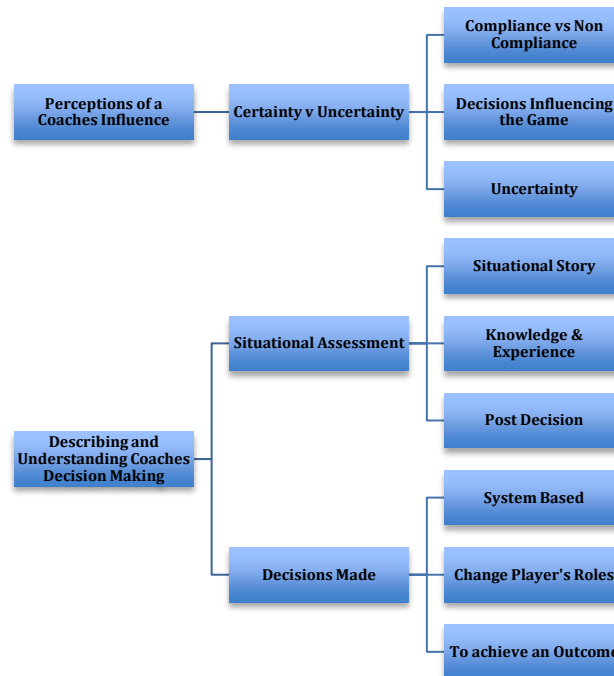 Compliance vs Non
Compliance
Perceptions of a
Coaches Influence
Certainty v Uncertainty
Decisions Influencing
the Game
Uncertainty
Situational Story
Situational Assessment
Knowledge &
Experience
Post Decision
Describing and
Understanding Coaches
Decision Making
System Based
Decisions Made
Change Player's Roles
To achieve an Outcome